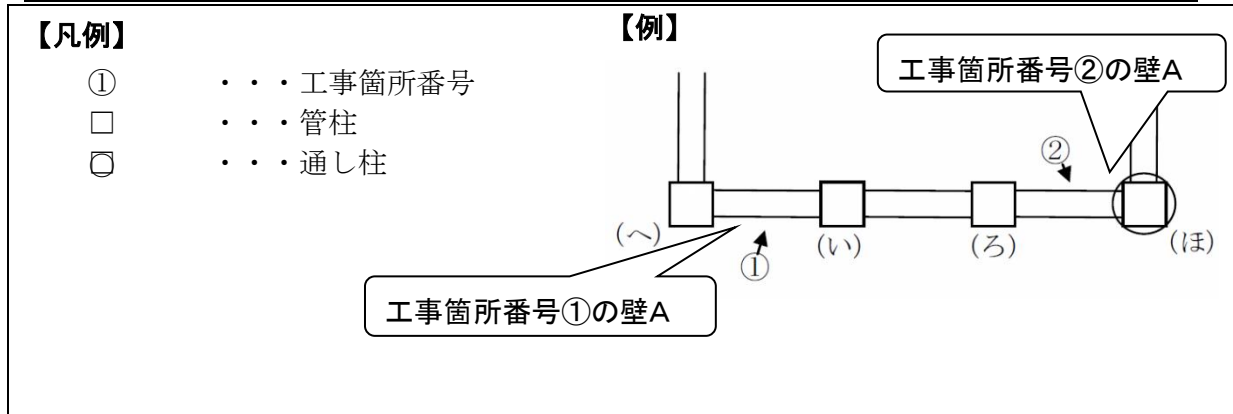 【凡例】
① ・・・工事箇所番号
□ ・・・管柱
・・・通し柱
【例】
工事箇所番号②の壁A
②
(へ)
①
(い)
(ろ)
(ほ)
工事箇所番号①の壁A